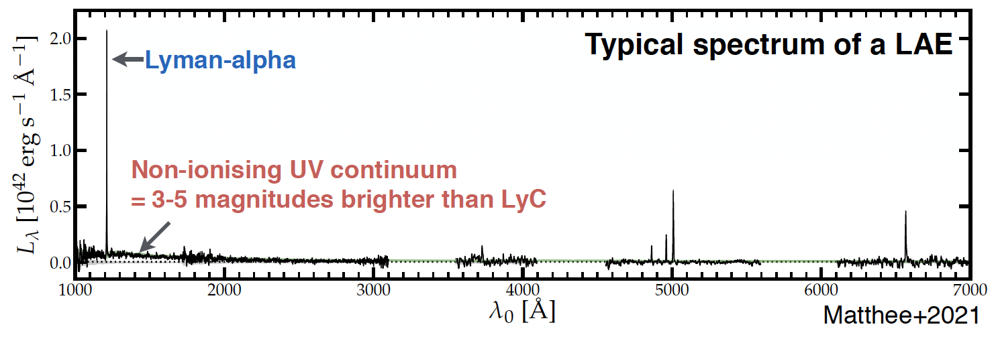 Typical spectrum of a LAE
Lyman-alpha
Non-ionising UV continuum
= 3-5 magnitudes brighter than LyC
L_λ [10^42 erg s^−1 Å^−1]
2.0
1.5
1.0
0.5
0.0
1000 2000 3000 4000 5000 6000 7000
λ_0 [Å]
Matthee+2021